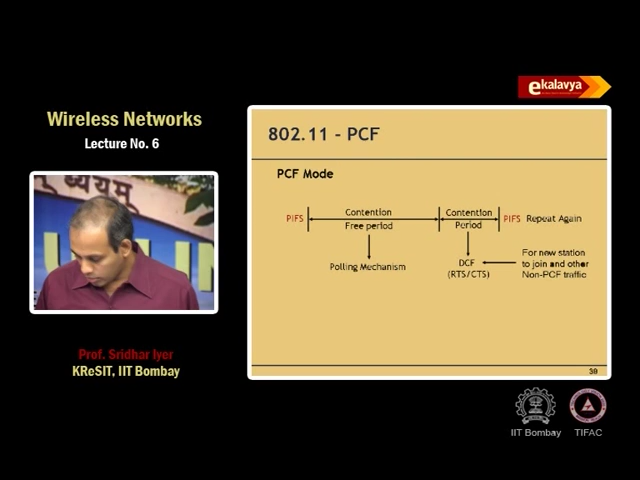 ekalavya
Wireless Networks
Lecture No. 6
802.11 - PCF
PCF Mode
PIFS
Contention
Free period
Contention
Period
PIFS Repeat Again
Polling Mechanism
DCF
(RTS/CTS)
For new station
to join and other
Non-PCF traffic
Prof. Sridhar Iyer
KReSIT, IIT Bombay
39
IIT Bombay
TIFAC